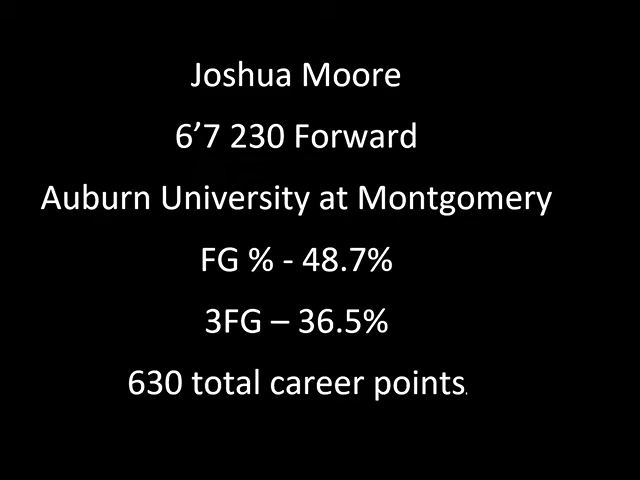 Joshua Moore
6’7 230 Forward
Auburn University at Montgomery
FG % - 48.7%
3FG – 36.5%
630 total career points.